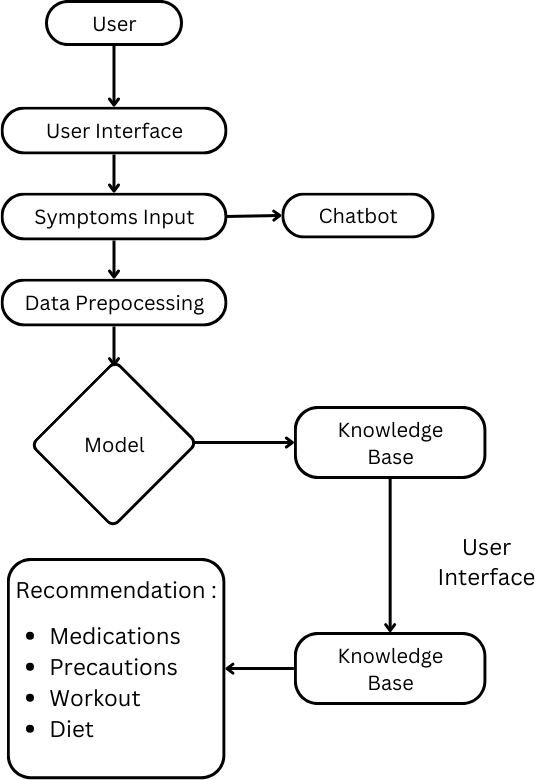 User
User Interface
Symptoms Input
Chatbot
Data Prepocessing
Model
Knowledge
Base
User
Interface
Knowledge
Base
Recommendation :
• Medications
• Precautions
• Workout
• Diet